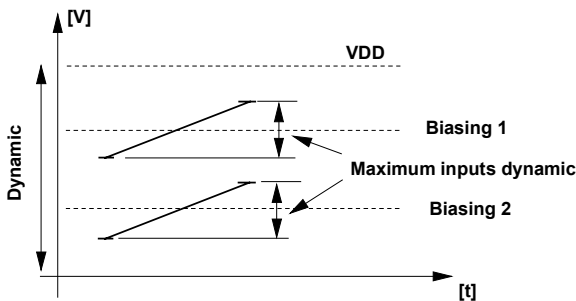 [V]
VDD
Dynamic
Biasing 1
Maximum inputs dynamic
Biasing 2
[t]